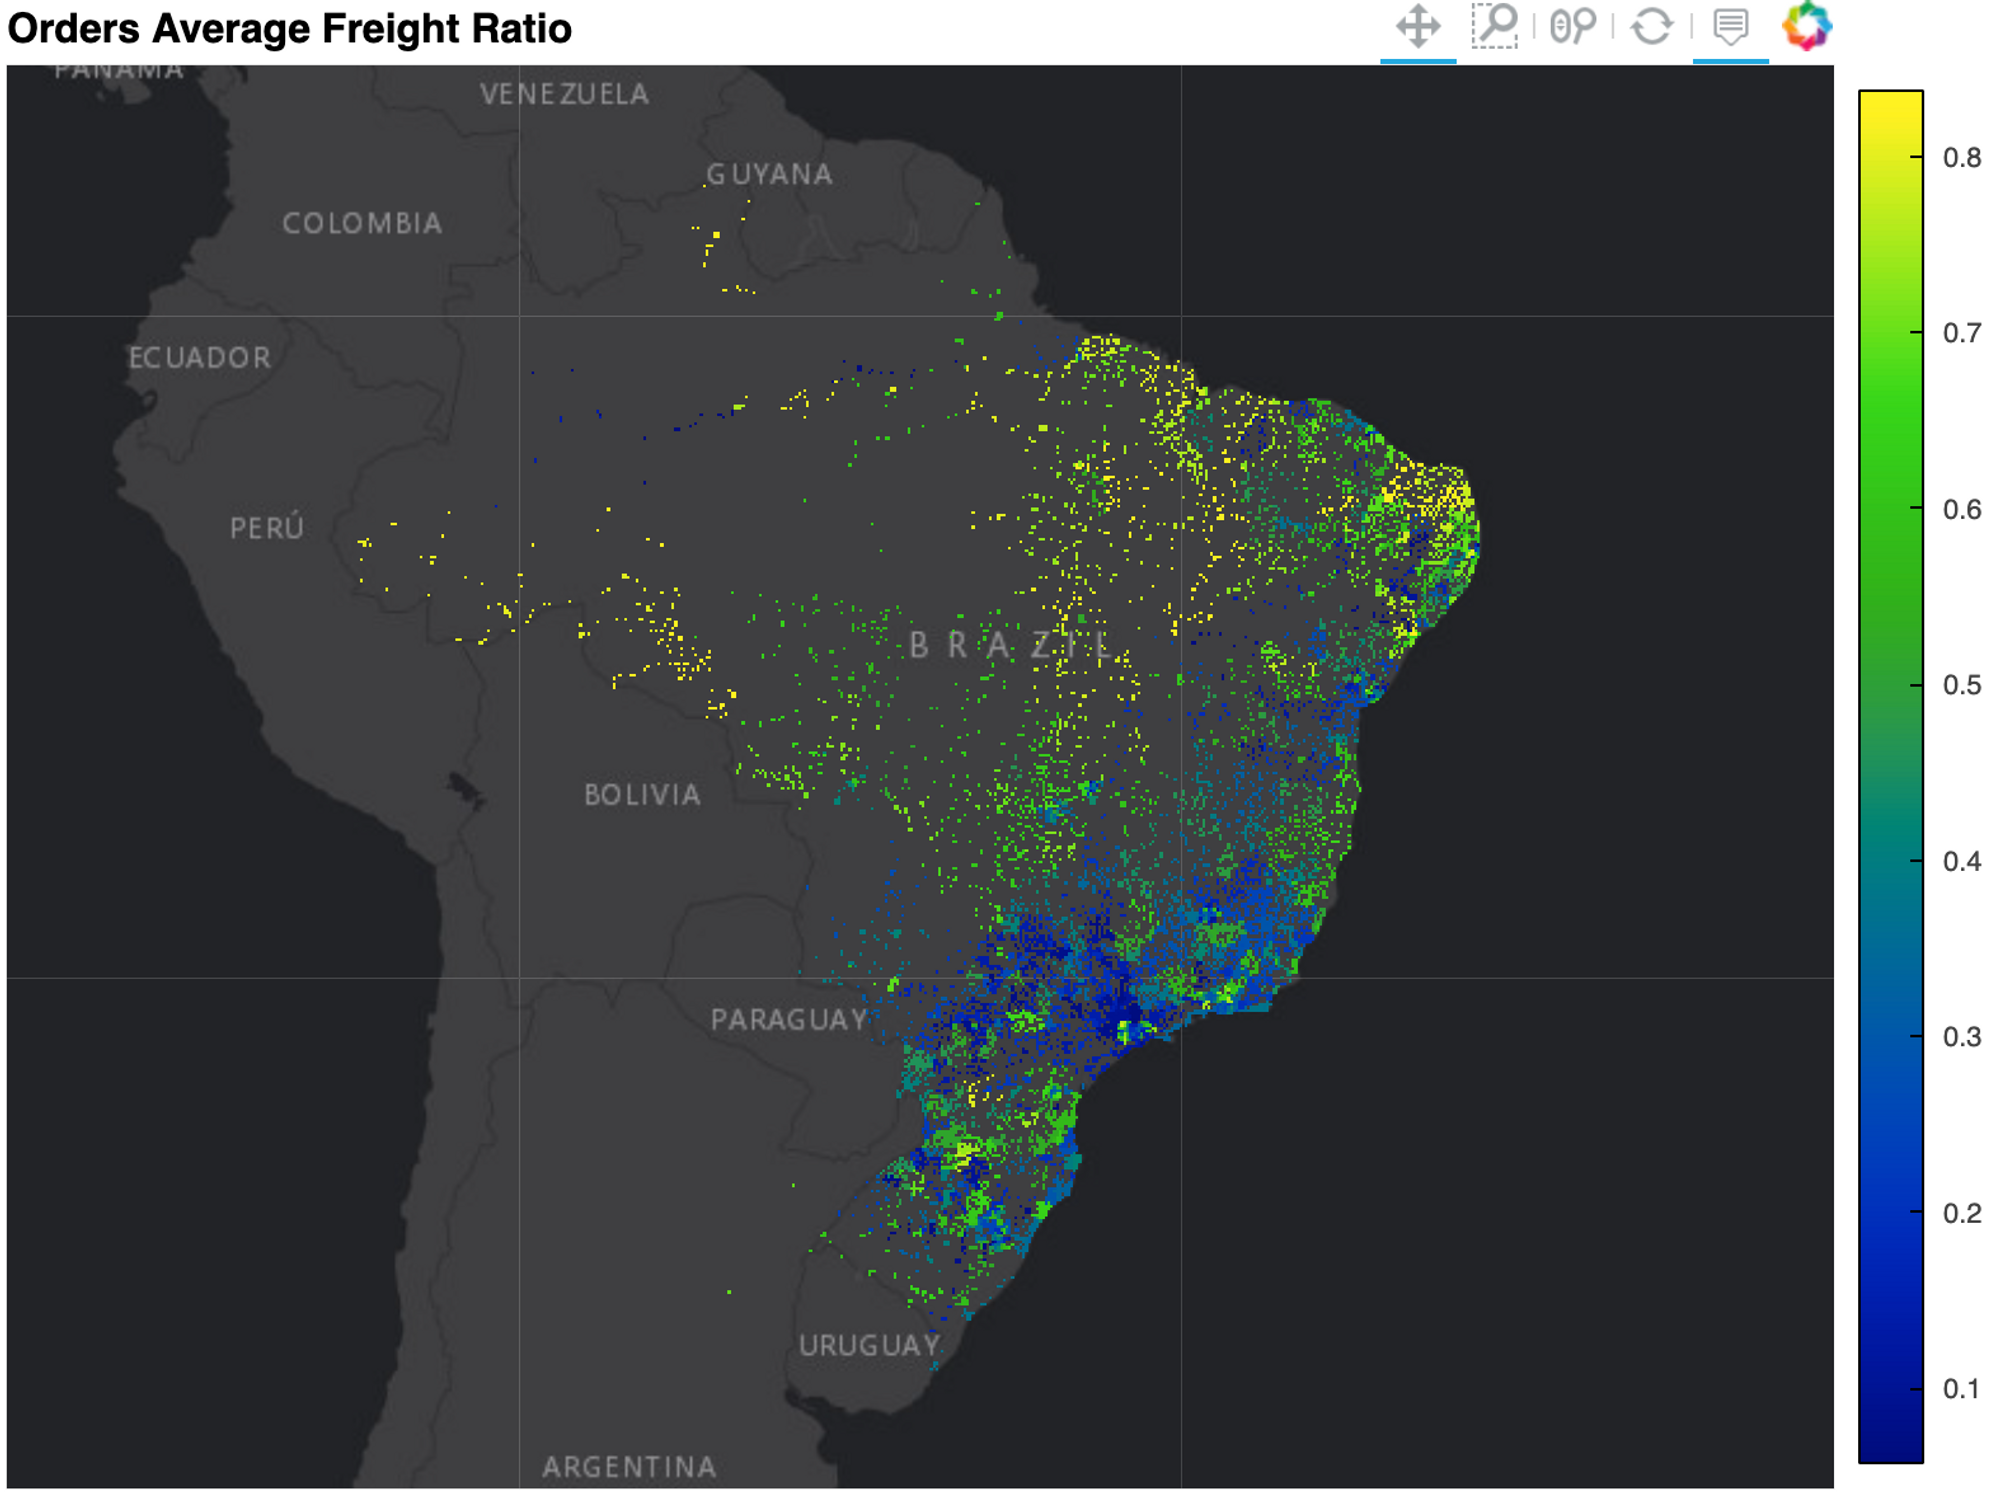 Orders Average Freight Ratio
PANAMA
VENEZUELA
GUYANA
COLOMBIA
ECUADOR
PERÚ
BRAZIL
BOLIVIA
PARAGUAY
URUGUAY
ARGENTINA
0.8
0.7
0.6
0.5
0.4
0.3
0.2
0.1